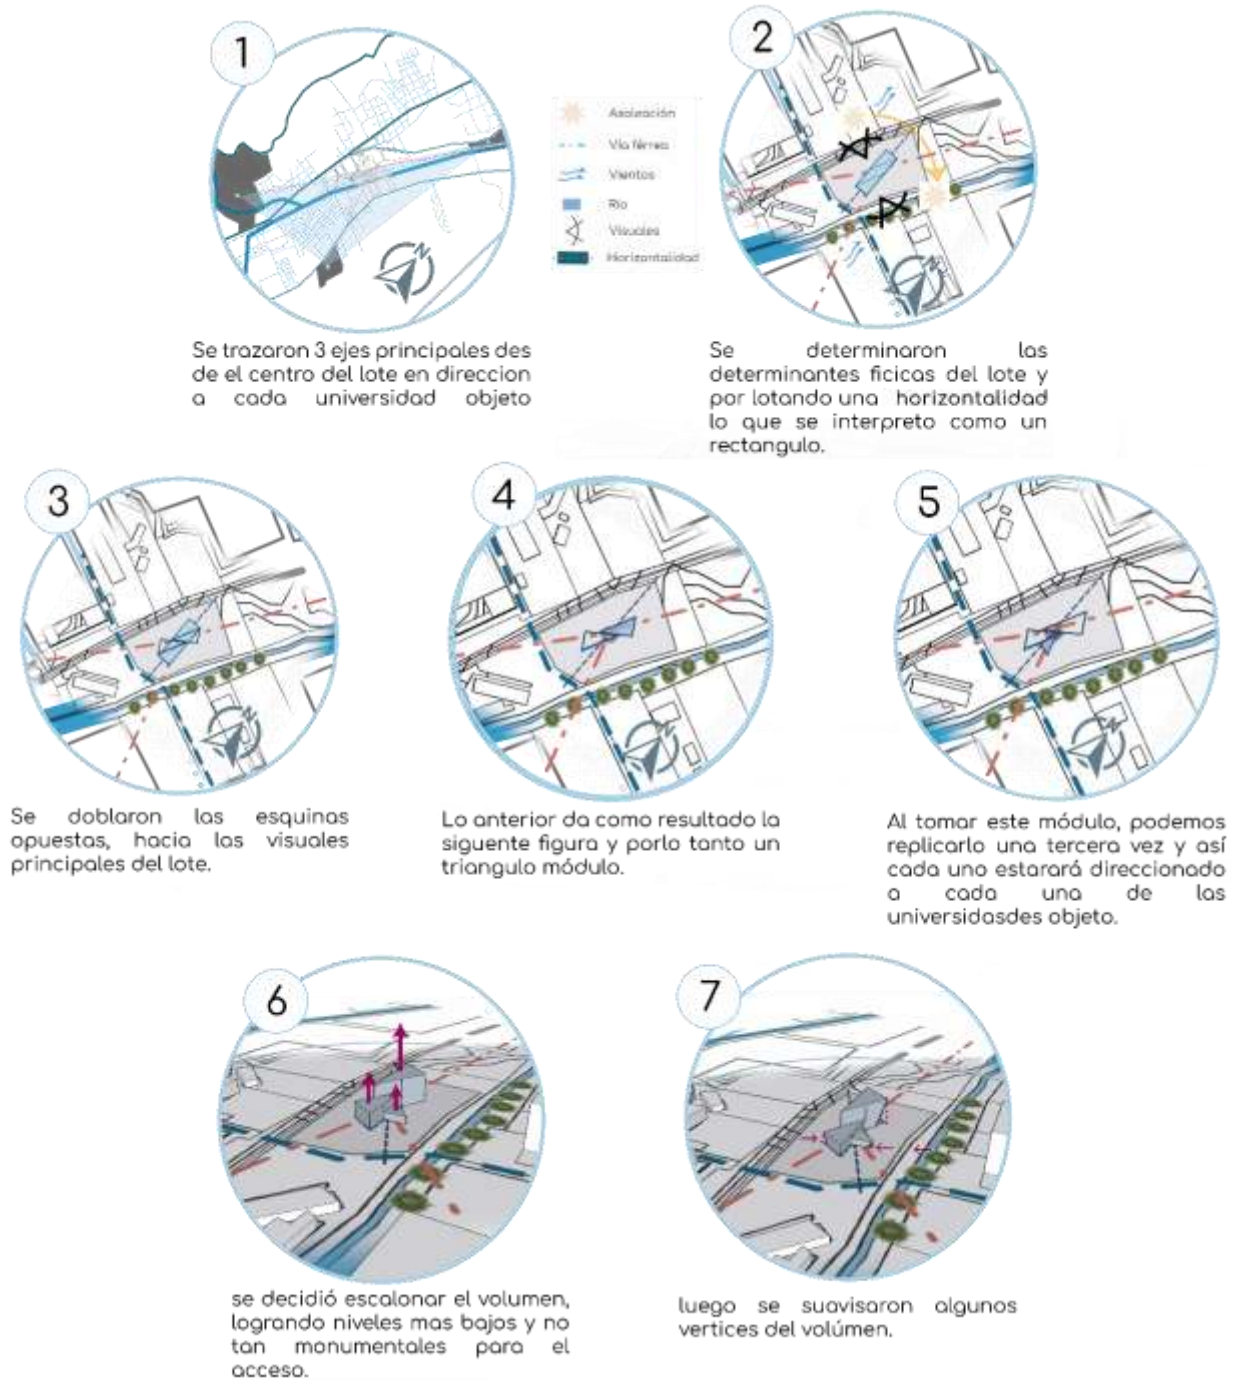 1
2
Asoleación
Vía férrea
Vientos
Río
Visuales
Horizontalidad
N
N
Se trazaron 3 ejes principales des
de el centro del lote en direccion
a cada universidad objeto
Se determinaron las
determinantes ficicas del lote y
por lotando una horizontalidad
lo que se interpreto como un
rectangulo.
3
4
5
N
N
N
Se doblaron las esquinas
opuestas, hacia las visuales
principales del lote.
Lo anterior da como resultado la
siguente figura y porlo tanto un
triangulo módulo.
Al tomar este módulo, podemos
replicarlo una tercera vez y así
cada uno estarará direccionado
a cada una de las
universidasdes objeto.
6
7
se decidió escalonar el volumen,
logrando niveles mas bajos y no
tan monumentales para el
acceso.
luego se suavisaron algunos
vertices del volúmen.